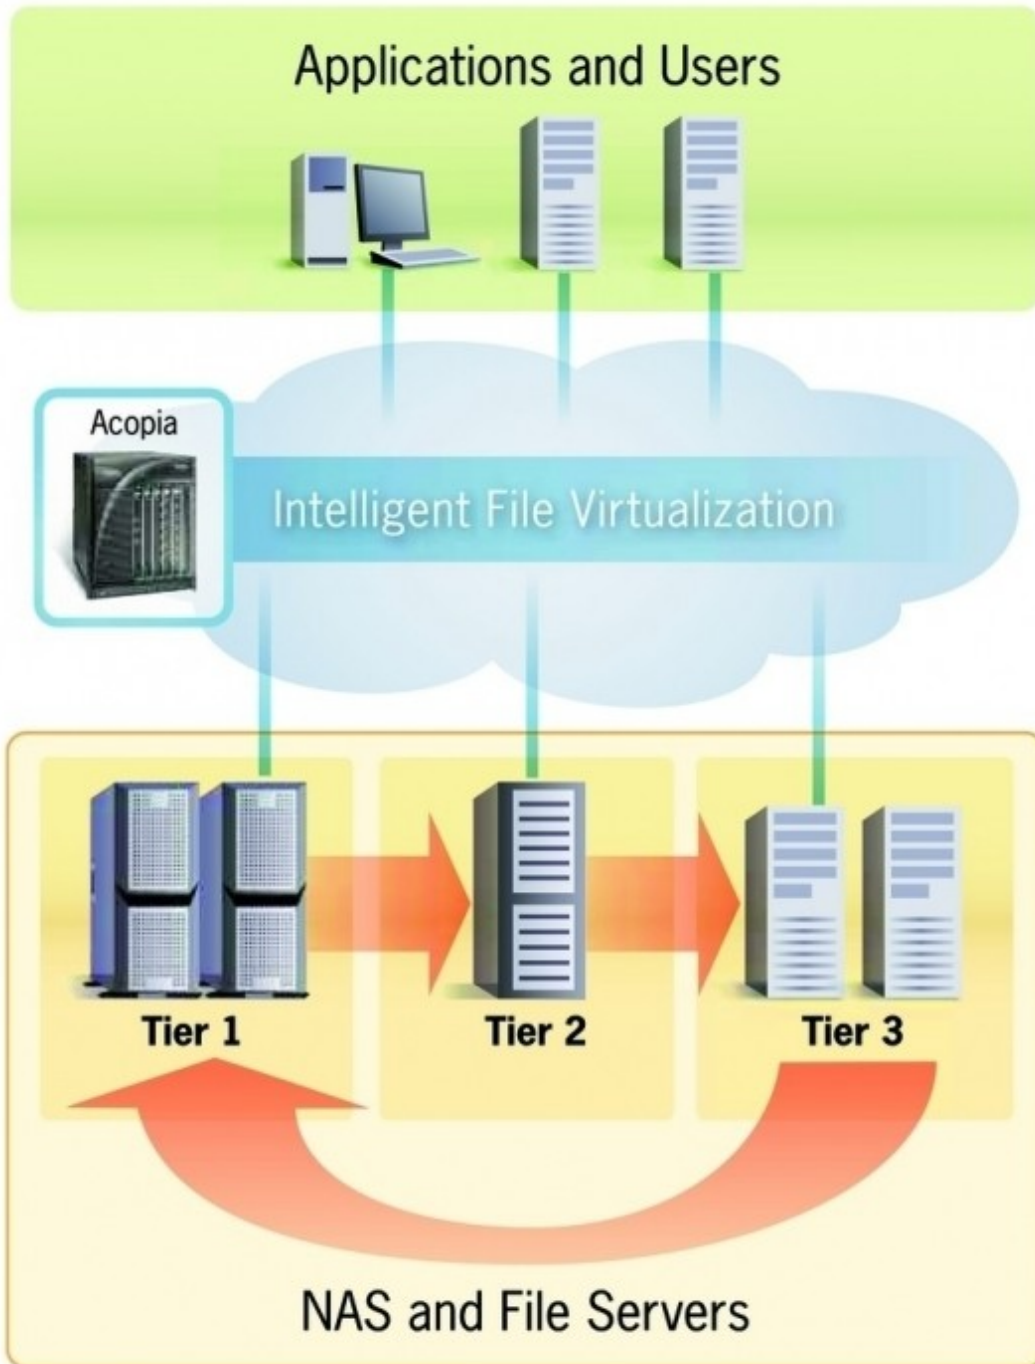 Applications and Users
Acopia
Intelligent File Virtualization
Tier 1
Tier 2
Tier 3
NAS and File Servers